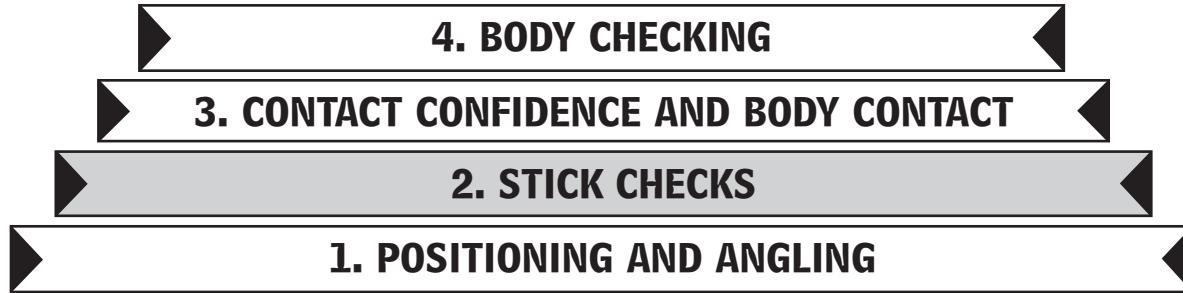 4. BODY CHECKING
3. CONTACT CONFIDENCE AND BODY CONTACT
2. STICK CHECKS
1. POSITIONING AND ANGLING